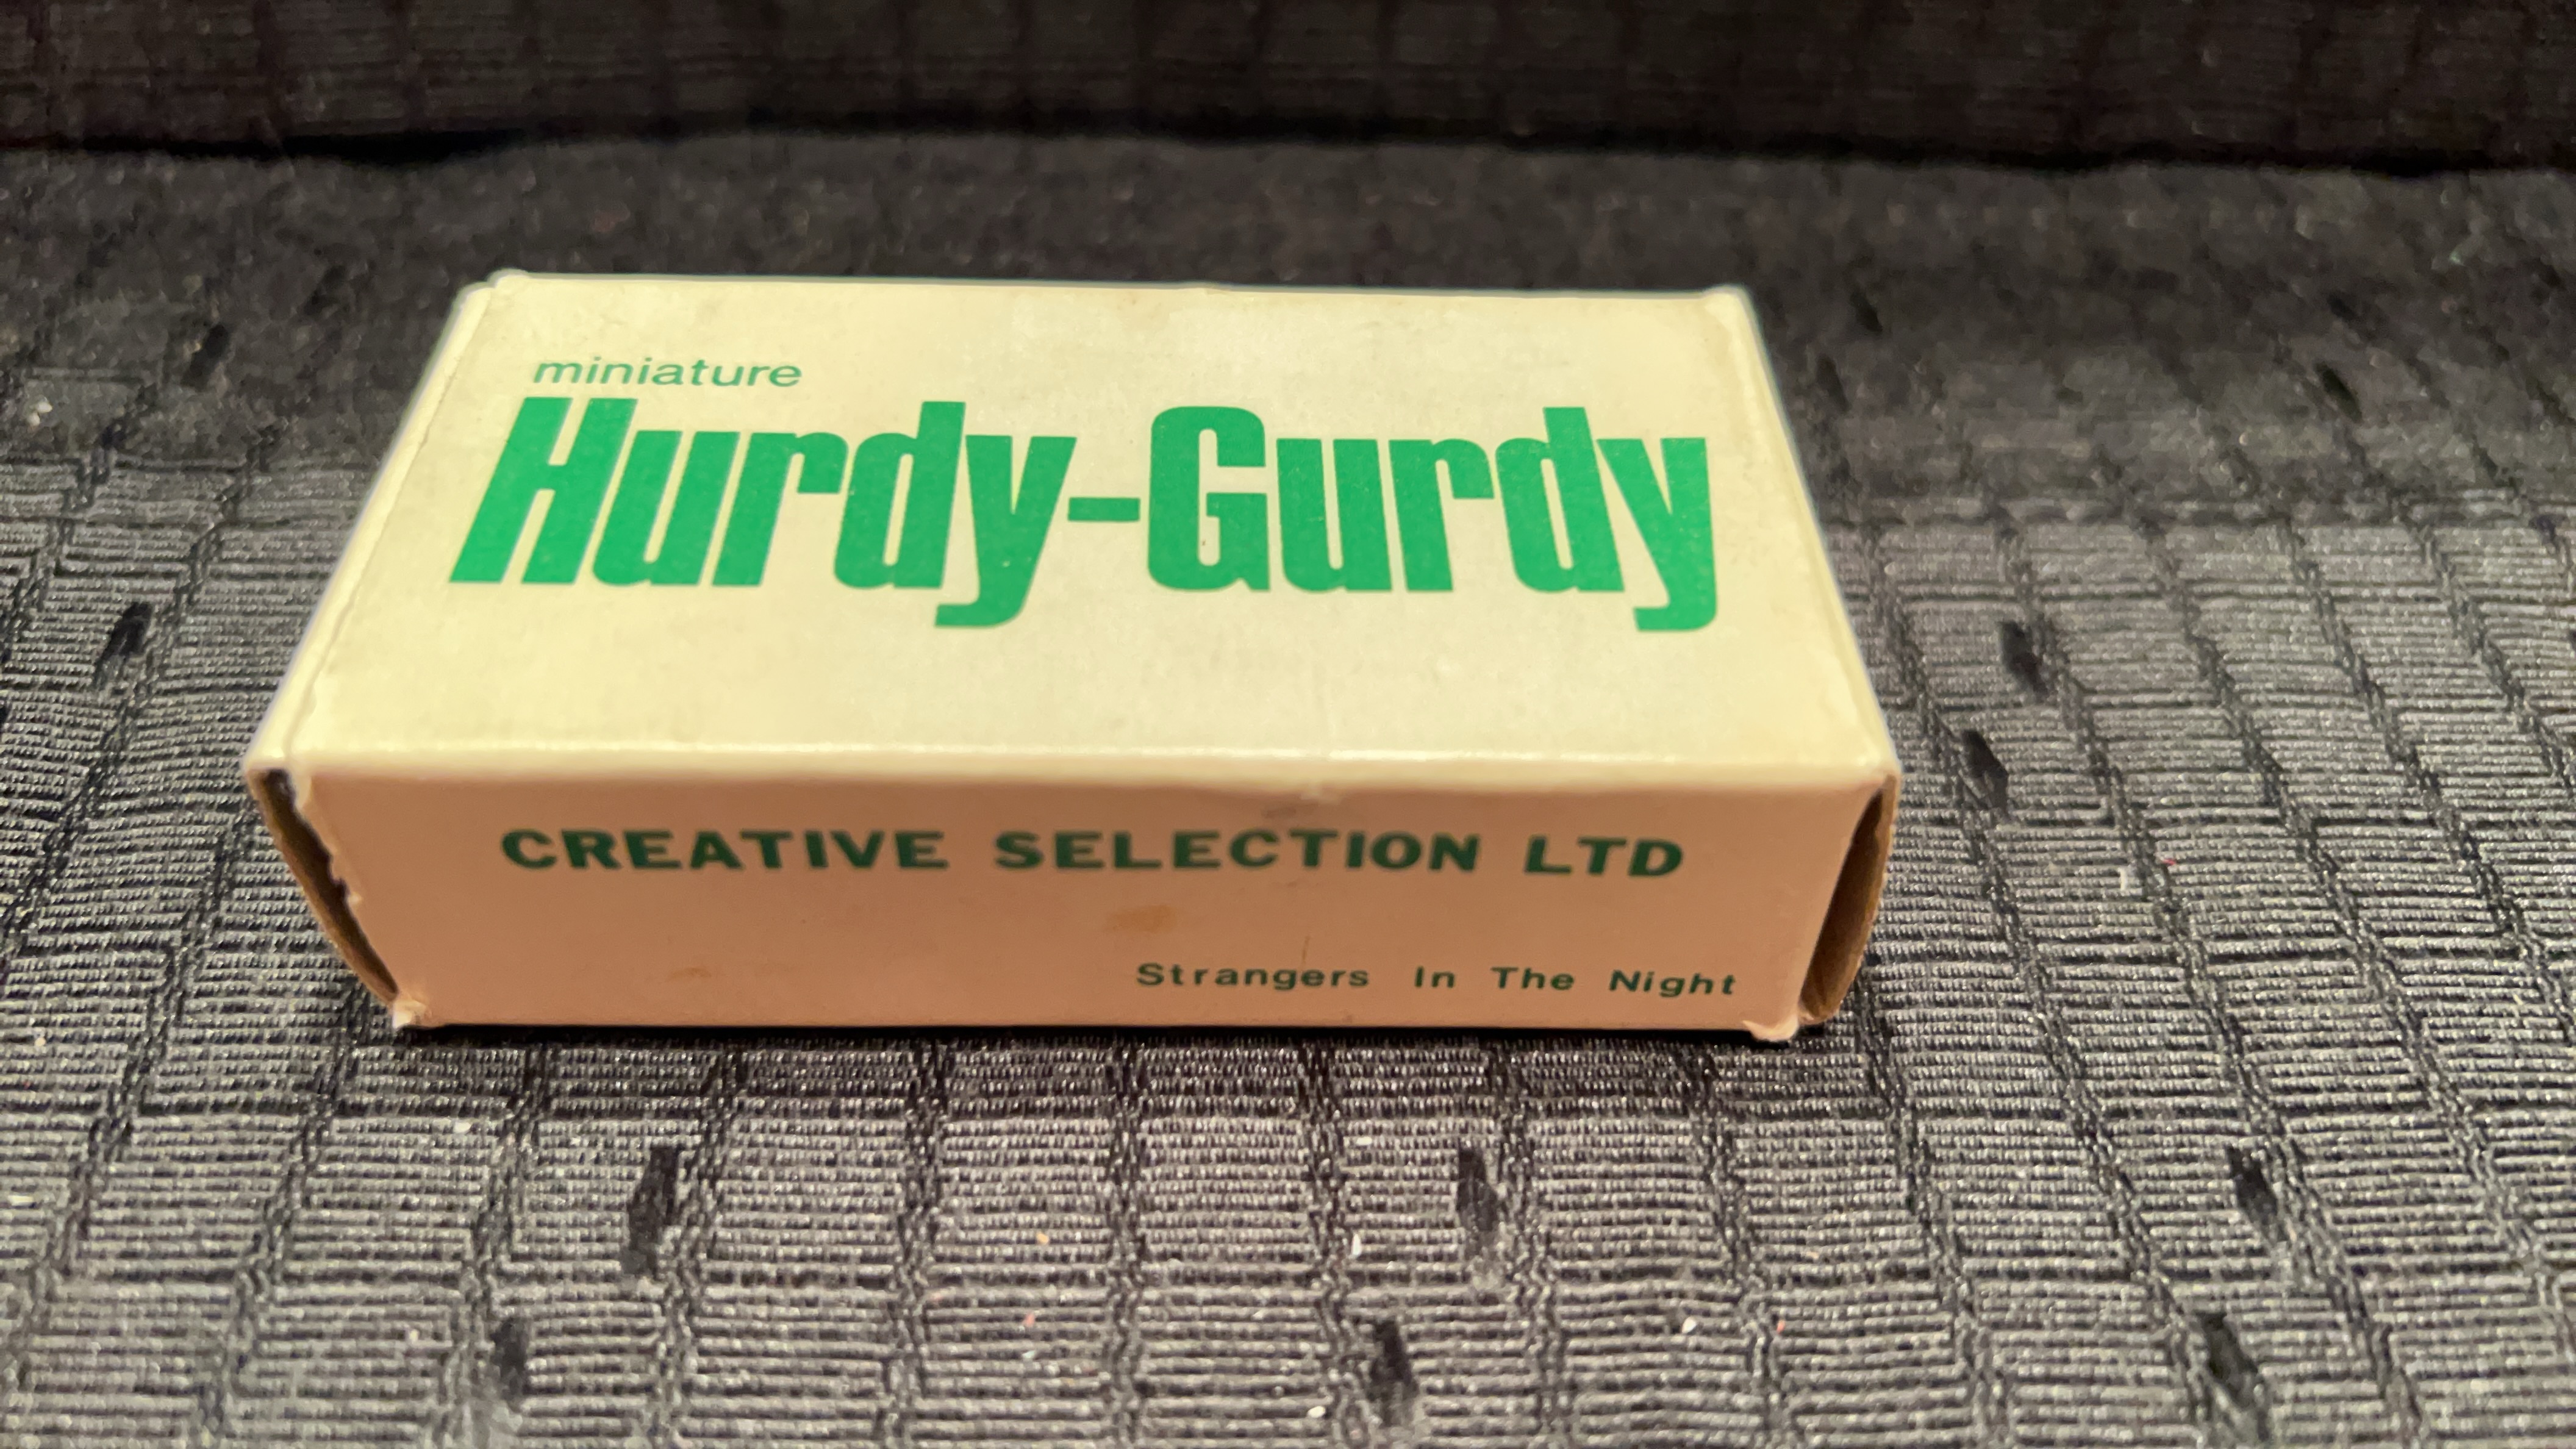 miniature
Hurdy-Gurdy
CREATIVE SELECTION LTD
Strangers In The Night